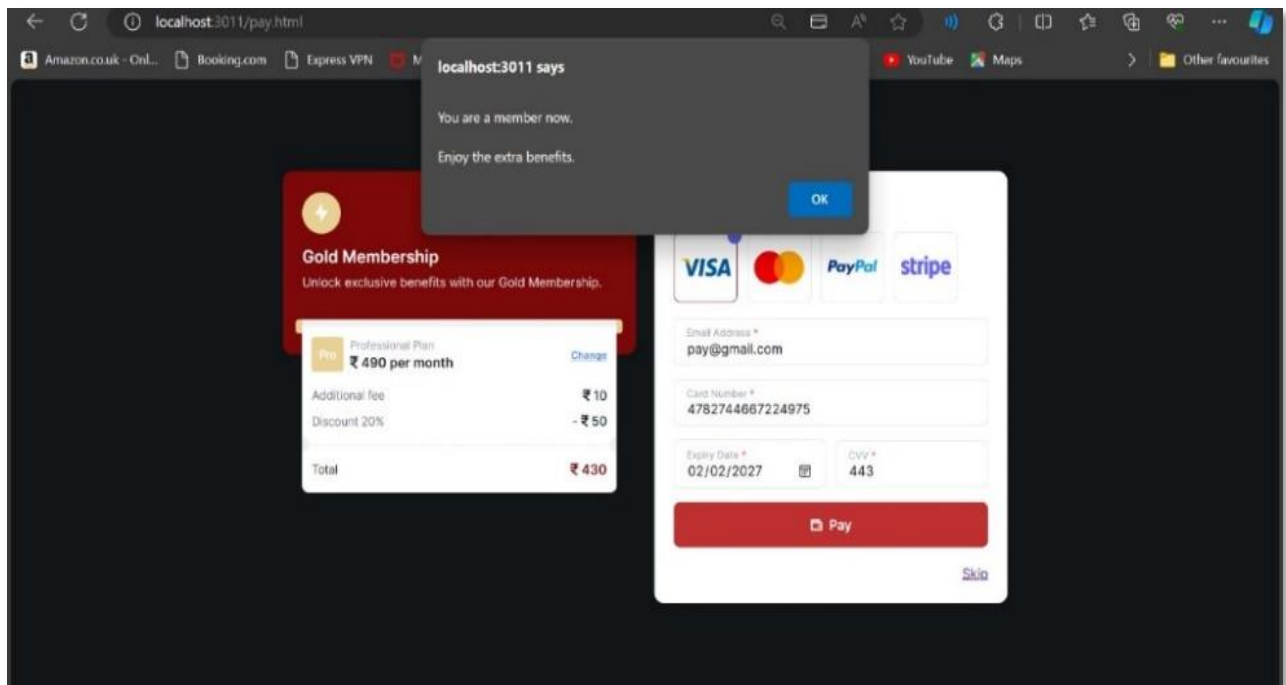 localhost:3011/pay.html
Amazon.co.uk - Onl...
Booking.com
Express VPN
M
YouTube
Maps
Other favourites
localhost:3011 says
You are a member now.
Enjoy the extra benefits.
OK
Gold Membership
Unlock exclusive benefits with our Gold Membership.
Pro
Professional Plan
₹ 490 per month
Change
Additional fee
₹ 10
Discount 20%
- ₹ 50
Total
₹ 430
VISA
PayPal
stripe
Email Address *
pay@gmail.com
Card Number *
4782744667224975
Expiry Date *
CVV *
02/02/2027
443
Pay
Skip